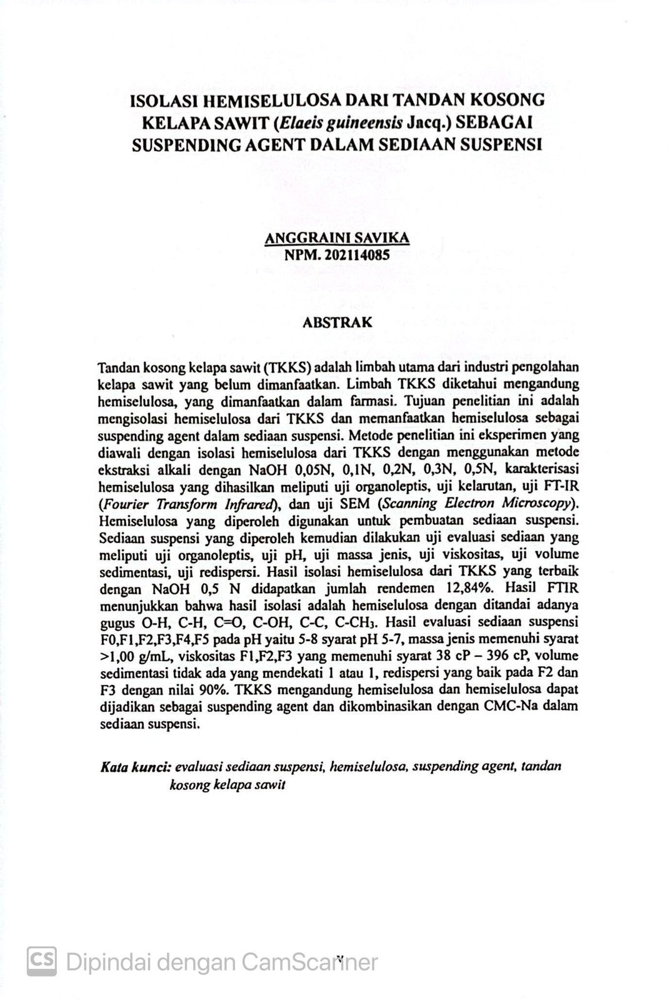 ISOLASI HEMISELULOSA DARI TANDAN KOSONG
KELAPA SAWIT (Elaeis guineensis Jacq.) SEBAGAI
SUSPENDING AGENT DALAM SEDIAAN SUSPENSI
ANGGRAINI SAVIKA
NPM. 202114085
ABSTRAK
Tandan kosong kelapa sawit (TKKS) adalah limbah utama dari industri pengolahan
kelapa sawit yang belum dimanfaatkan. Limbah TKKS diketahui mengandung
hemiselulosa, yang dimanfaatkan dalam farmasi. Tujuan penelitian ini adalah
mengisolasi hemiselulosa dari TKKS dan memanfaatkan hemiselulosa sebagai
suspending agent dalam sediaan suspensi. Metode penelitian ini eksperimen yang
diawali dengan isolasi hemiselulosa dari TKKS dengan menggunakan metode
ekstraksi alkali dengan NaOH 0,05N, 0,1N, 0,2N, 0,3N, 0,5N, karakterisasi
hemiselulosa yang dihasilkan meliputi uji organoleptis, uji kelarutan, uji FT-IR
(Fourier Transform Infrared), dan uji SEM (Scanning Electron Microscopy).
Hemiselulosa yang diperoleh digunakan untuk pembuatan sediaan suspensi.
Sediaan suspensi yang diperoleh kemudian dilakukan uji evaluasi sediaan yang
meliputi uji organoleptis, uji pH, uji massa jenis, uji viskositas, uji volume
sedimentasi, uji redispersi. Hasil isolasi hemiselulosa dari TKKS yang terbaik
dengan NaOH 0,5 N didapatkan jumlah rendemen 12,84%. Hasil FTIR
menunjukkan bahwa hasil isolasi adalah hemiselulosa dengan ditandai adanya
gugus O-H, C-H, C=O, C-OH, C-C, C-CH₃. Hasil evaluasi sediaan suspensi
F0,F1,F2,F3,F4,F5 pada pH yaitu 5-8 syarat pH 5-7, massa jenis memenuhi syarat
>1,00 g/mL, viskositas F1,F2,F3 yang memenuhi syarat 38 cP – 396 cP, volume
sedimentasi tidak ada yang mendekati 1 atau 1, redispersi yang baik pada F2 dan
F3 dengan nilai 90%. TKKS mengandung hemiselulosa dan hemiselulosa dapat
dijadikan sebagai suspending agent dan dikombinasikan dengan CMC-Na dalam
sediaan suspensi.
Kata kunci: evaluasi sediaan suspensi, hemiselulosa, suspending agent, tandan
kosong kelapa sawit
v
CS Dipindai dengan CamScanner